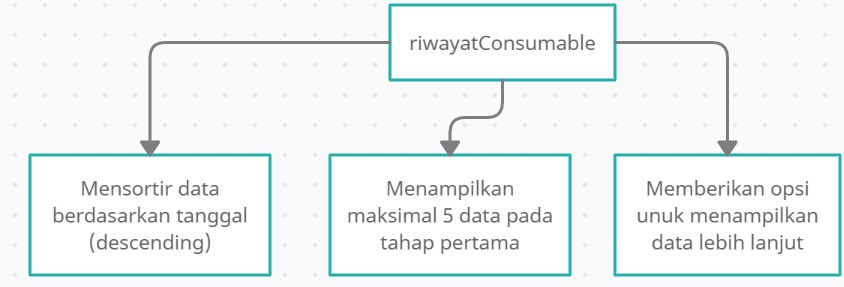 riwayatConsumable
Mensortir data
berdasarkan tanggal
(descending)
Menampilkan
maksimal 5 data pada
tahap pertama
Memberikan opsi
unuk menampilkan
data lebih lanjut